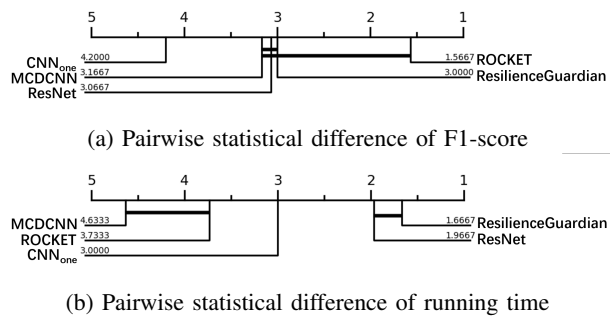 5 4 3 2 1
CNNone 4.2000 1.5667 ROCKET
MCDCNN 3.1667 3.0000 ResilienceGuardian
ResNet 3.0667
(a) Pairwise statistical difference of F1-score
5 4 3 2 1
MCDCNN 4.6333 1.6667 ResilienceGuardian
ROCKET 3.7333 1.9667 ResNet
CNNone 3.0000
(b) Pairwise statistical difference of running time